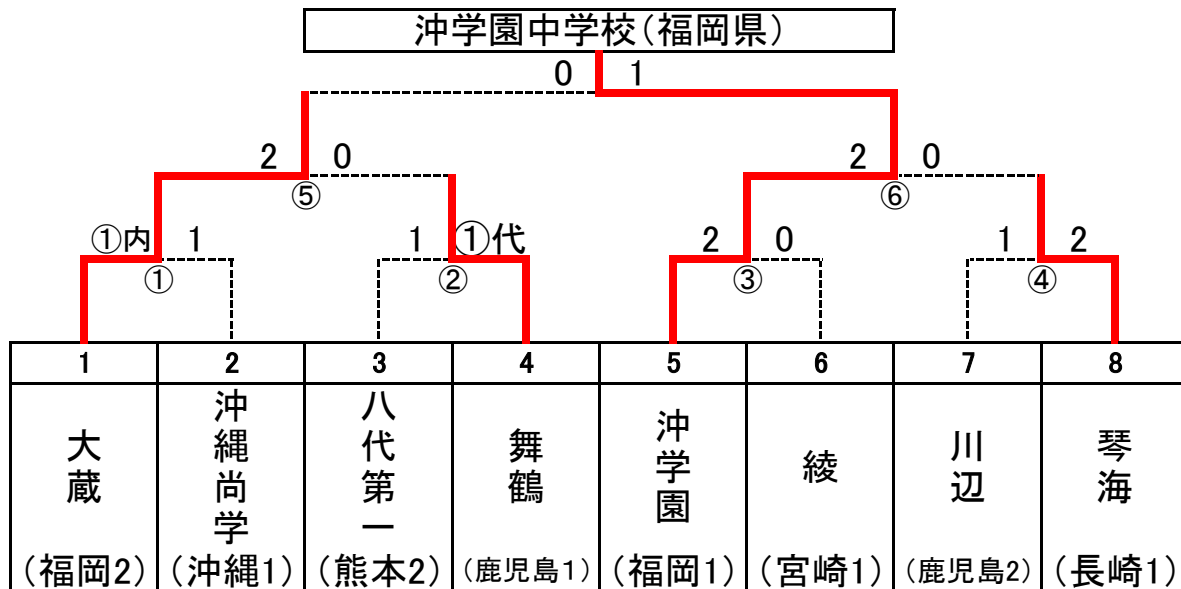 沖学園中学校(福岡県)
0 1
2 0 2 0
⑤ ⑥
①内 1 1 ①代 2 0 1 2
① ② ③ ④
1 2 3 4 5 6 7 8
大蔵
(福岡2)
沖縄尚学
(沖縄1)
八代第一
(熊本2)
舞鶴
(鹿児島1)
沖学園
(福岡1)
綾
(宮崎1)
川辺
(鹿児島2)
琴海
(長崎1)